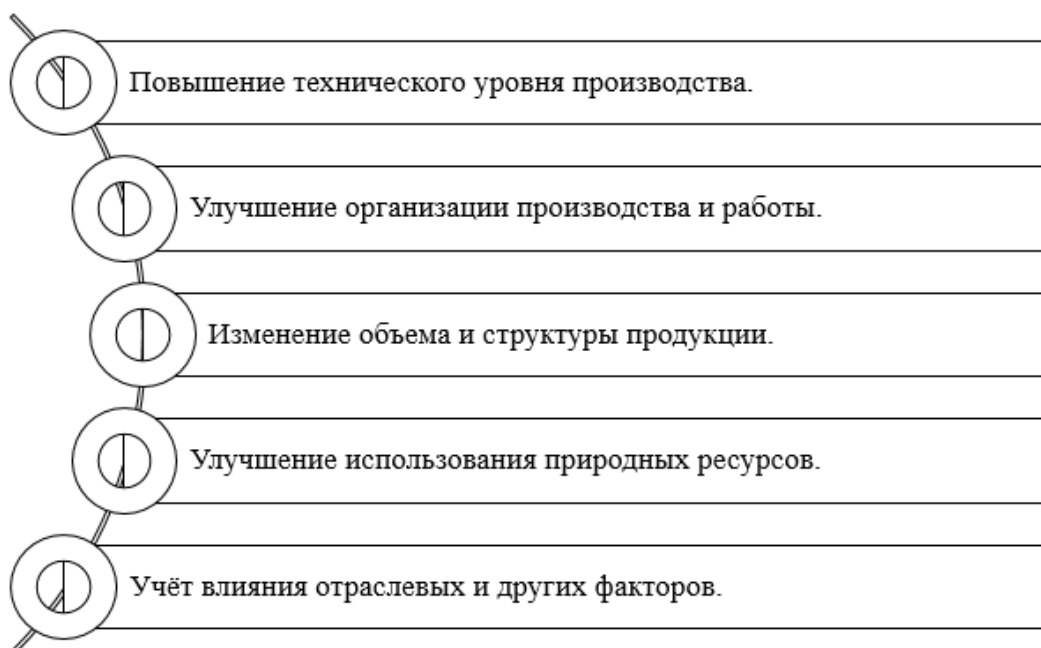 Повышение технического уровня производства.
Улучшение организации производства и работы.
Изменение объема и структуры продукции.
Улучшение использования природных ресурсов.
Учёт влияния отраслевых и других факторов.